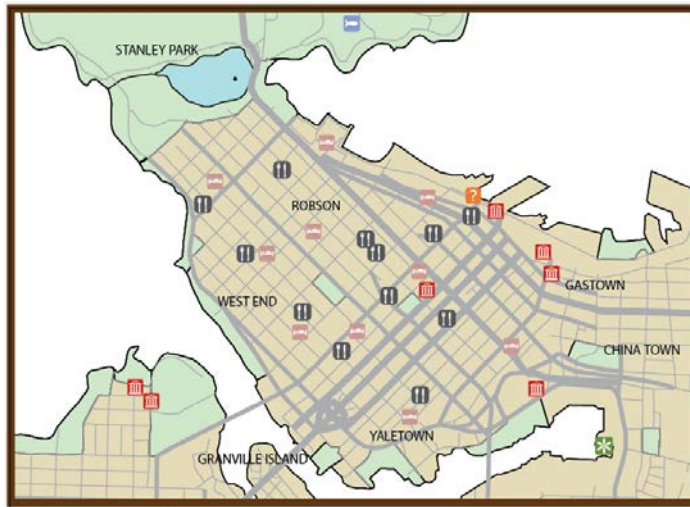 STANLEY PARK
?
ROBSON
GASTOWN
WEST END
CHINA TOWN
YALETOWN
GRANVILLE ISLAND